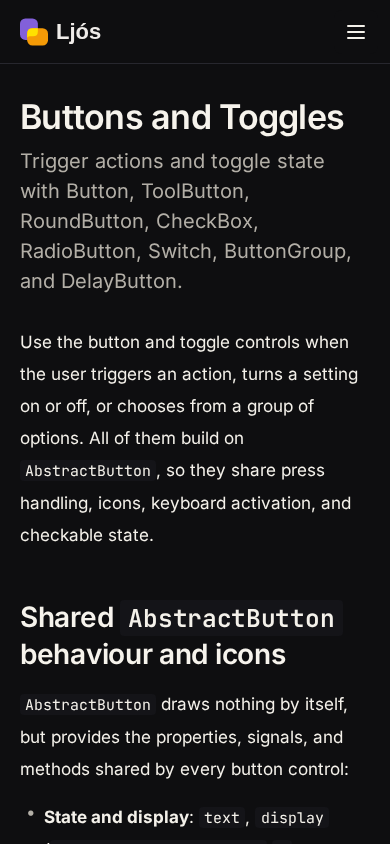 Ljós
Buttons and Toggles
Trigger actions and toggle state
with Button, ToolButton,
RoundButton, CheckBox,
RadioButton, Switch, ButtonGroup,
and DelayButton.
Use the button and toggle controls when
the user triggers an action, turns a setting
on or off, or chooses from a group of
options. All of them build on
AbstractButton, so they share press
handling, icons, keyboard activation, and
checkable state.
Shared AbstractButton
behaviour and icons
AbstractButton draws nothing by itself,
but provides the properties, signals, and
methods shared by every button control:
• State and display: text, display